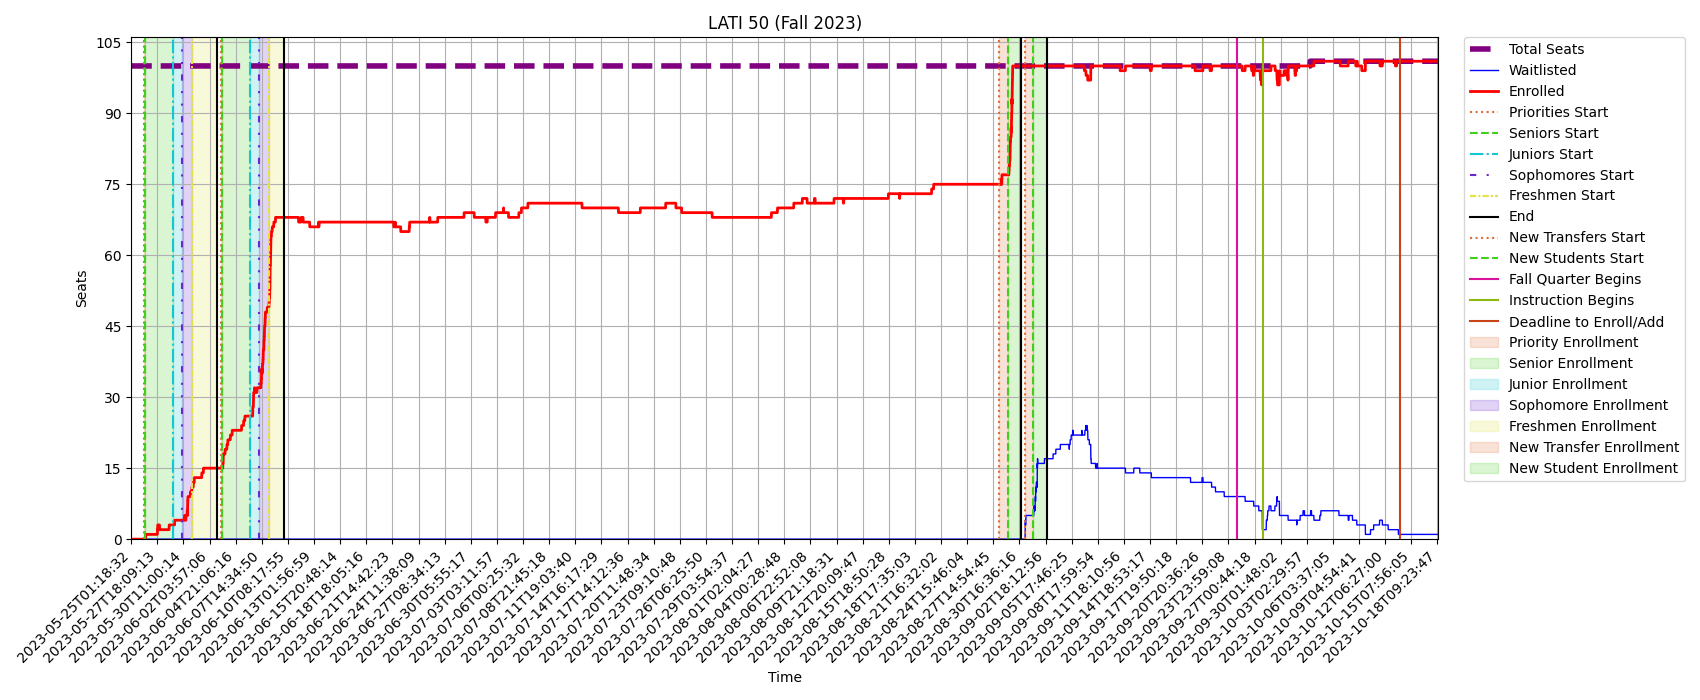 LATI 50 (Fall 2023)
105
90
75
60
45
30
15
0
Seats
2023-05-25T01:18:32
2023-05-27T18:09:13
2023-05-30T11:00:14
2023-06-02T03:57:06
2023-06-04T21:06:16
2023-06-07T14:34:50
2023-06-10T08:17:55
2023-06-13T01:56:59
2023-06-15T20:48:14
2023-06-18T18:05:16
2023-06-21T14:42:23
2023-06-24T11:38:09
2023-06-27T08:34:13
2023-06-30T05:55:17
2023-07-03T03:11:57
2023-07-06T00:25:32
2023-07-08T21:45:18
2023-07-11T19:03:40
2023-07-14T16:17:29
2023-07-17T14:12:36
2023-07-20T11:48:34
2023-07-23T09:10:48
2023-07-26T06:25:50
2023-07-29T03:54:37
2023-08-01T02:04:27
2023-08-04T00:28:48
2023-08-06T22:52:08
2023-08-09T21:18:31
2023-08-12T20:09:47
2023-08-15T18:50:28
2023-08-18T17:35:03
2023-08-21T16:32:02
2023-08-24T15:46:04
2023-08-27T14:54:45
2023-08-30T16:36:16
2023-09-02T18:12:56
2023-09-05T17:46:25
2023-09-08T17:59:54
2023-09-11T18:10:56
2023-09-14T18:53:17
2023-09-17T19:50:18
2023-09-20T20:36:26
2023-09-23T23:59:08
2023-09-27T00:44:18
2023-09-30T01:48:02
2023-10-03T02:29:57
2023-10-06T03:37:05
2023-10-09T04:54:41
2023-10-12T06:27:00
2023-10-15T07:56:05
2023-10-18T09:23:47
Time
Total Seats
Waitlisted
Enrolled
Priorities Start
Seniors Start
Juniors Start
Sophomores Start
Freshmen Start
End
New Transfers Start
New Students Start
Fall Quarter Begins
Instruction Begins
Deadline to Enroll/Add
Priority Enrollment
Senior Enrollment
Junior Enrollment
Sophomore Enrollment
Freshmen Enrollment
New Transfer Enrollment
New Student Enrollment